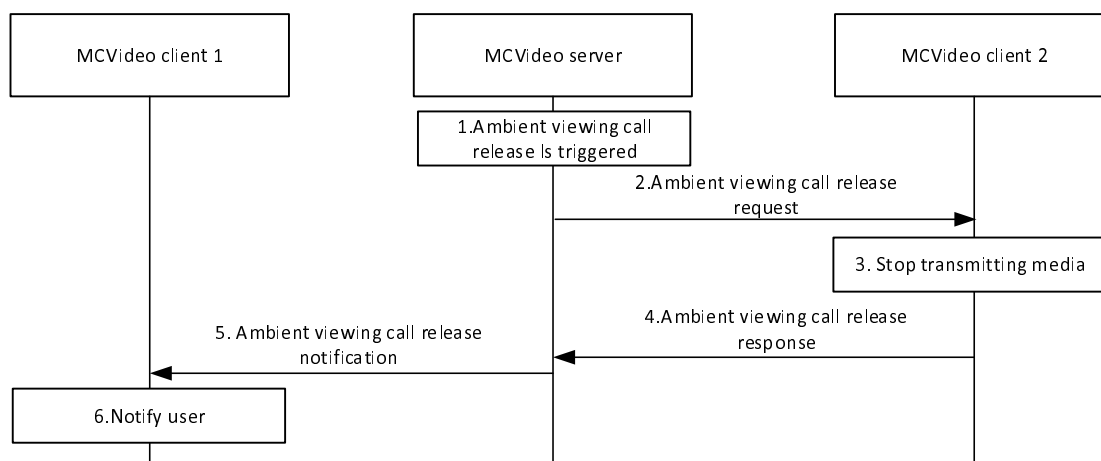 MCVideo client 1
MCVideo server
MCVideo client 2
1.Ambient viewing call
release Is triggered
2.Ambient viewing call release
request
3. Stop transmitting media
4.Ambient viewing call release
response
5. Ambient viewing call release
notification
6.Notify user